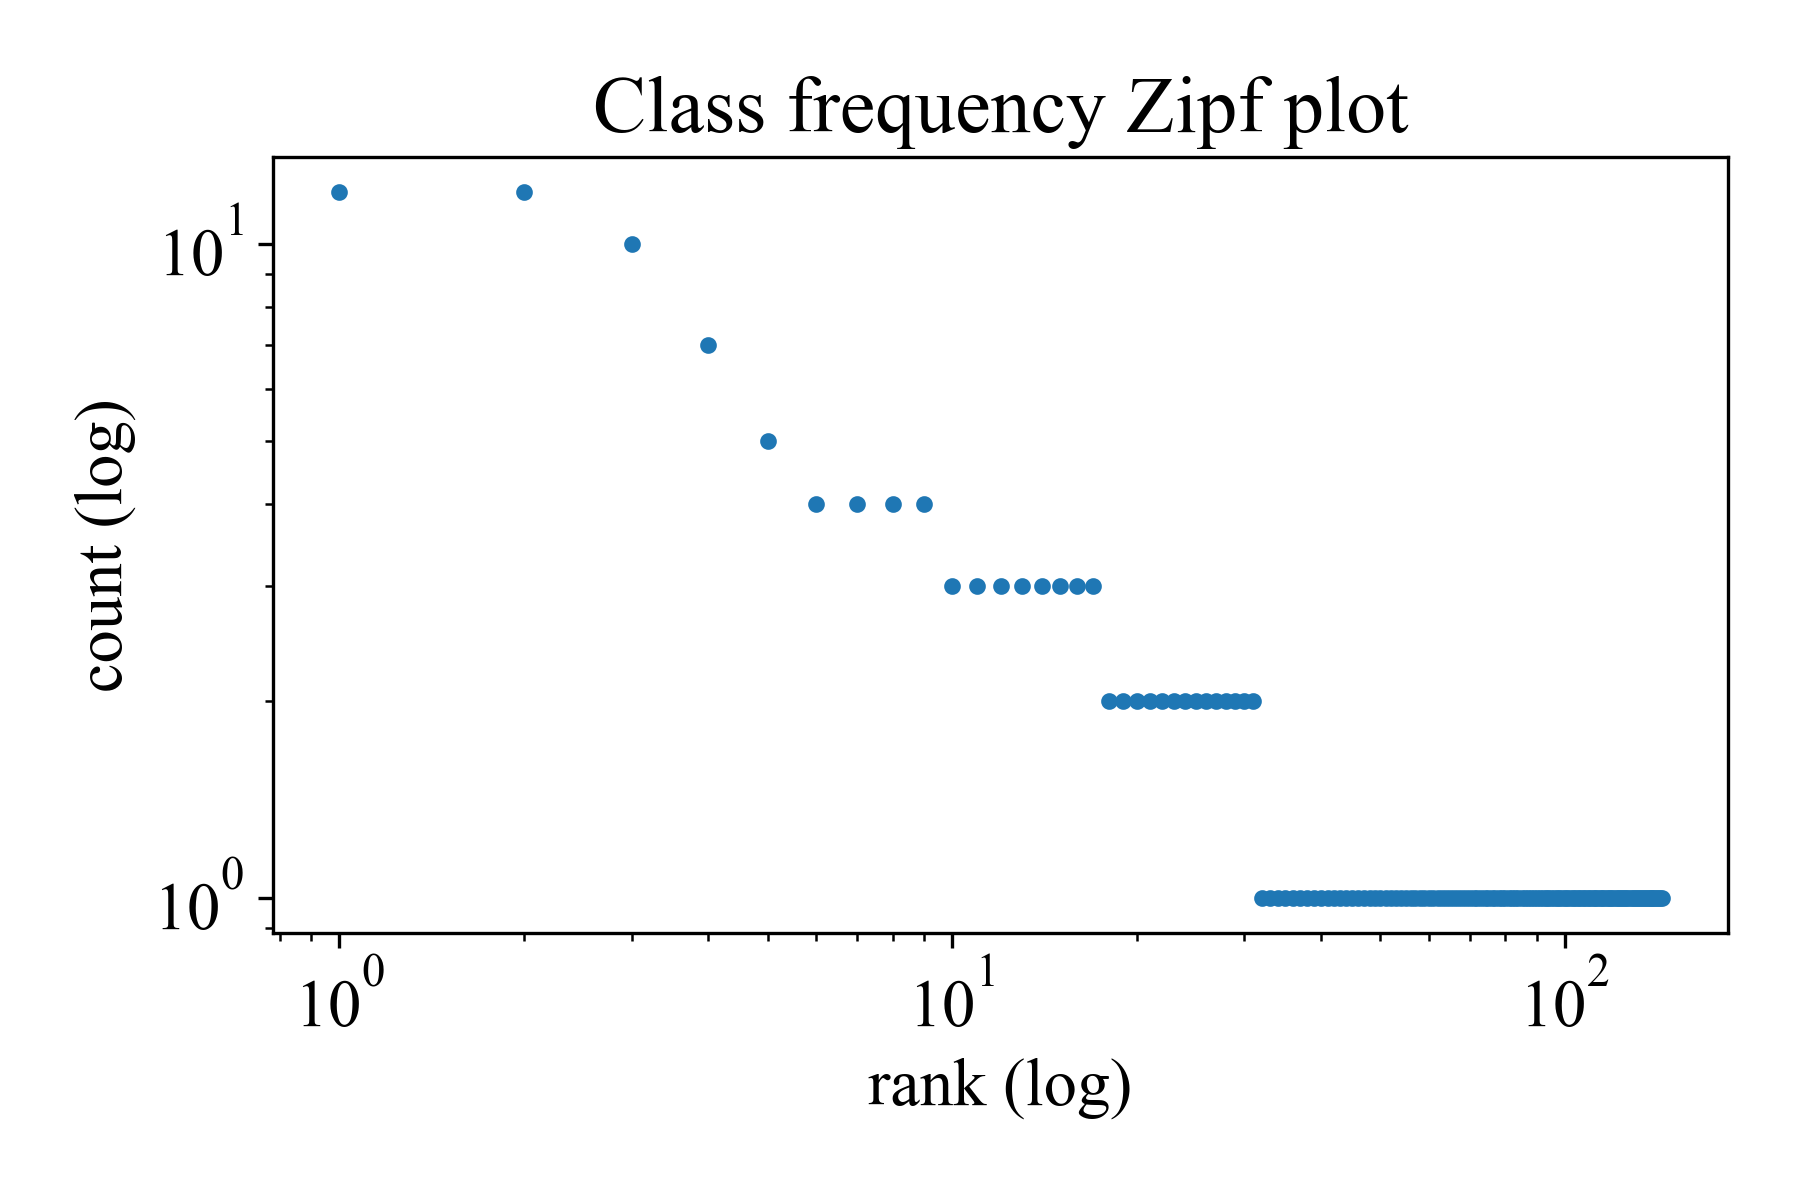 Class frequency Zipf plot
count (log)
10^1
10^0
10^0 10^1 10^2
rank (log)